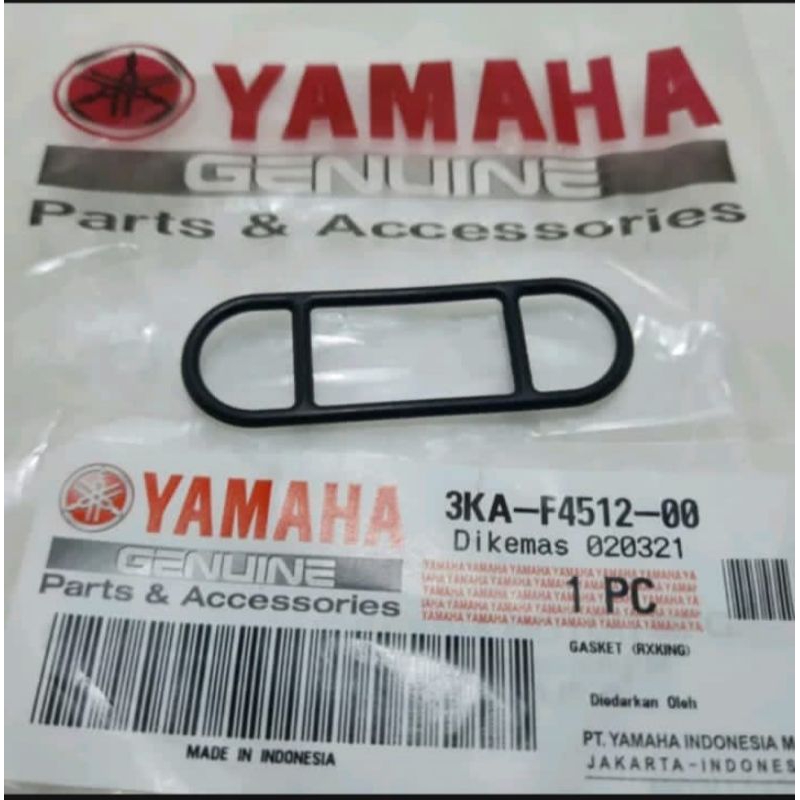 YAMAHA
GENUINE
Parts & Accessories
YAMAHA
GENUINE
Parts & Accessories
3KA-F4512-00
Dikemas 020321
1 PC
GASKET (RXKING)
Diedarkan Oleh
PT. YAMAHA INDONESIA M
JAKARTA-INDONES
MADE IN INDONESIA